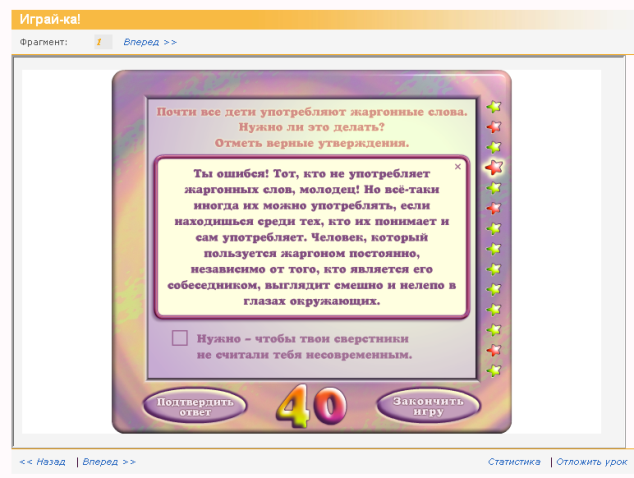 Играй-ка!
Фрагмент: 1 Вперед >>
Почти все дети употребляют жаргонные слова.
Нужно ли это делать?
Отметь верные утверждения.
×
Ты ошибся! Тот, кто не употребляет
жаргонных слов, молодец! Но всё-таки
иногда их можно употреблять, если
находишься среди тех, кто их понимает и
сам употребляет. Человек, который
пользуется жаргоном постоянно,
независимо от того, кто является его
собеседником, выглядит смешно и нелепо в
глазах окружающих.
Нужно – чтобы твои сверстники
не считали тебя несовременным.
Подтвердить
ответ
40
Закончить
игру
<< Назад | Вперед >>
Статистика | Отложить урок